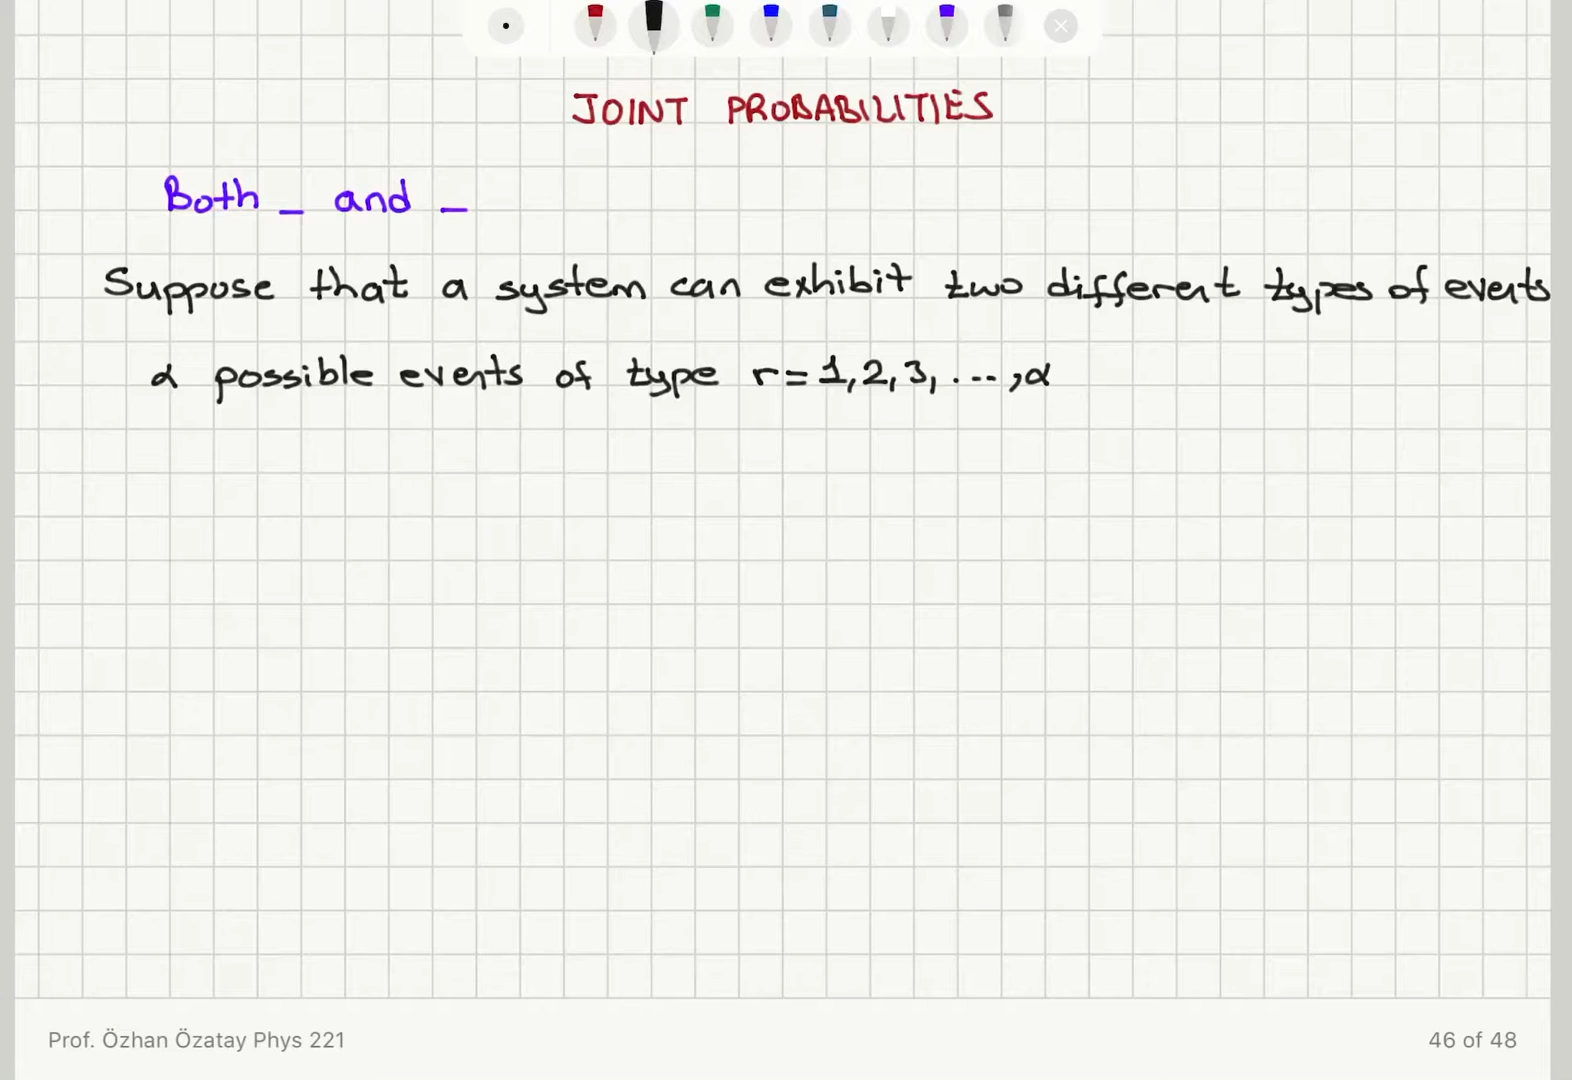 JOINT PROBABILITIES
Both _ and _
Suppose that a system can exhibit two different types of events
α possible events of type r=1,2,3,...,α
Prof. Özhan Özatay Phys 221
46 of 48